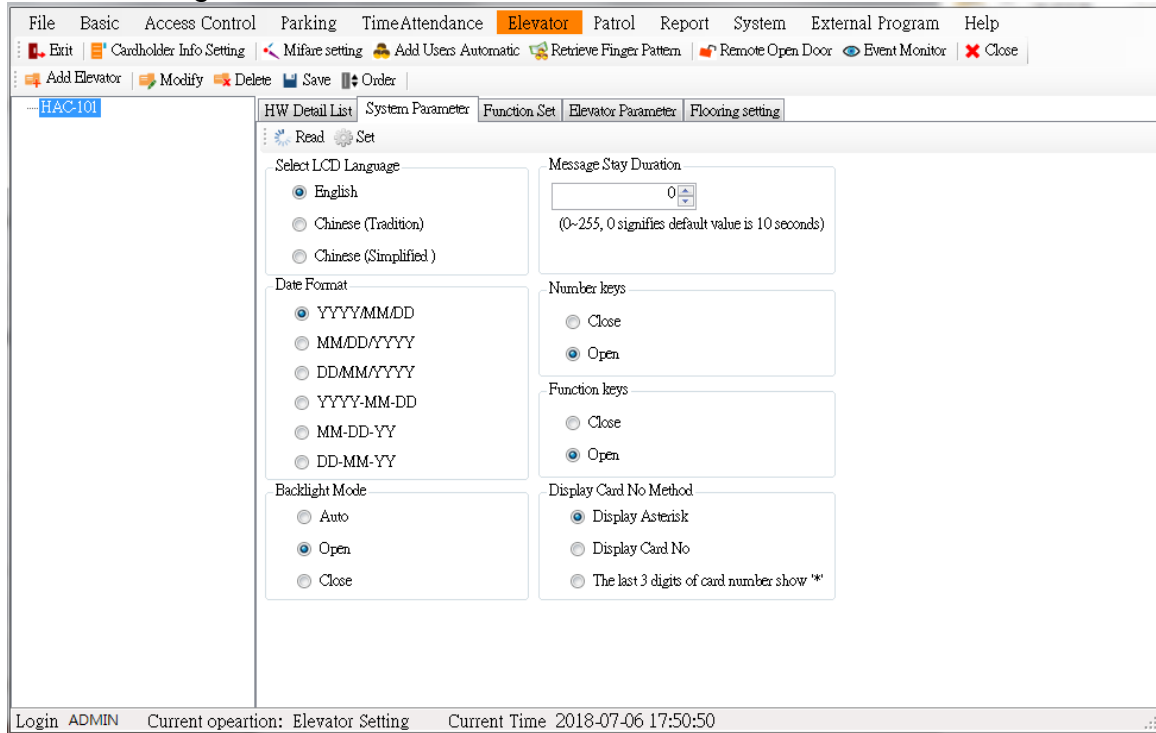 File Basic Access Control Parking TimeAttendance Elevator Patrol Report System External Program Help
Exit Cardholder Info Setting Mifare setting Add Users Automatic Retrieve Finger Pattern Remote Open Door Event Monitor Close
Add Elevator Modify Delete Save Order
HAC-101
HW Detail List System Parameter Function Set Elevator Parameter Flooring setting
Read Set
Select LCD Language
English
Chinese (Tradition)
Chinese (Simplified )
Message Stay Duration
0
(0~255, 0 signifies default value is 10 seconds)
Date Format
YYYY/MM/DD
MM/DD/YYYY
DD/MM/YYYY
YYYY-MM-DD
MM-DD-YY
DD-MM-YY
Number keys
Close
Open
Function keys
Close
Open
Backlight Mode
Auto
Open
Close
Display Card No Method
Display Asterisk
Display Card No
The last 3 digits of card number show '*'
Login ADMIN Current opeartion: Elevator Setting Current Time 2018-07-06 17:50:50